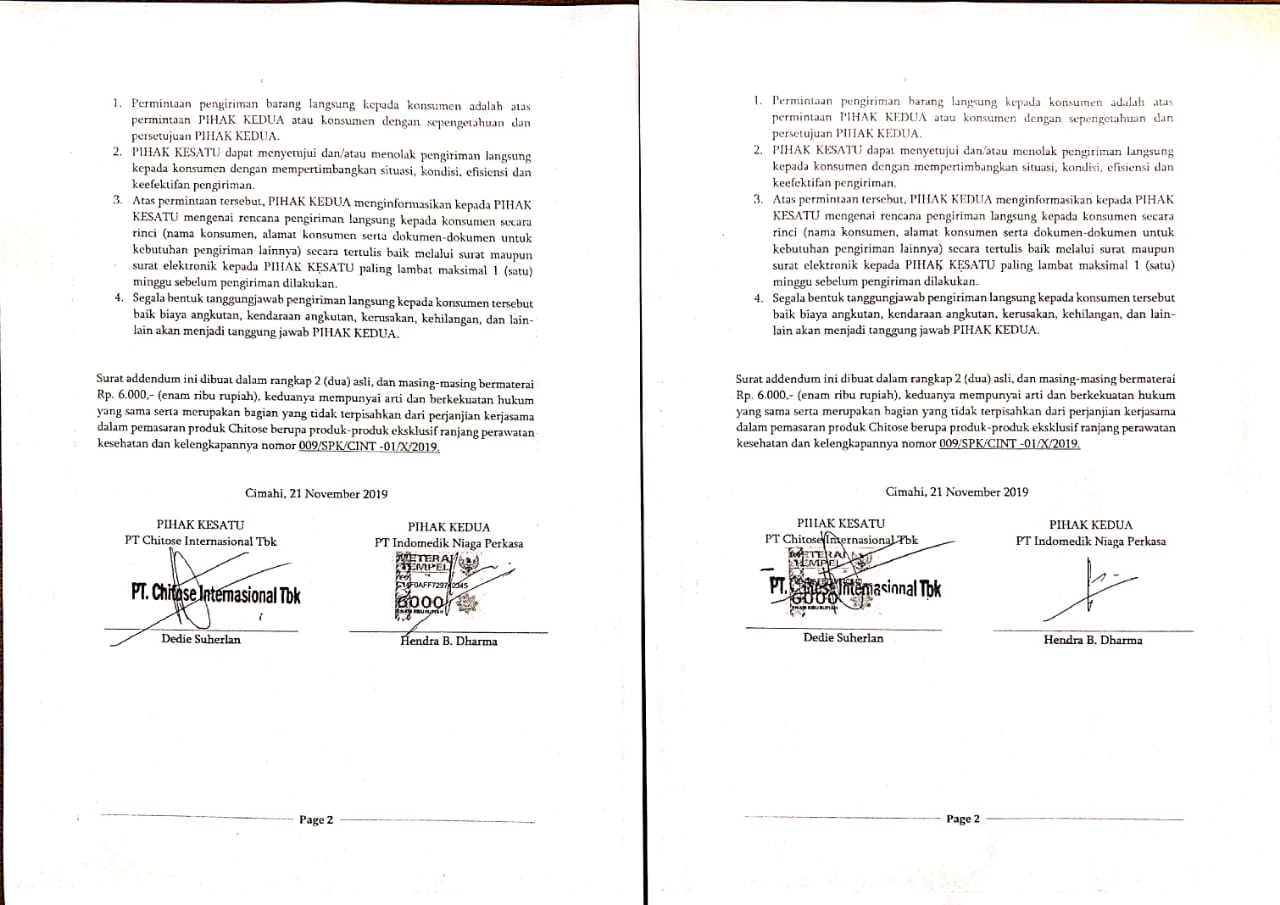 1. Permintaan pengiriman barang langsung kepada konsumen adalah atas
permintaan PIHAK KEDUA atau konsumen dengan sepengetahuan dan
persetujuan PIHAK KEDUA.
2. PIHAK KESATU dapat menyetujui dan/atau menolak pengiriman langsung
kepada konsumen dengan mempertimbangkan situasi, kondisi, efisiensi dan
keefektifan pengiriman.
3. Atas permintaan tersebut, PIHAK KEDUA menginformasikan kepada PIHAK
KESATU mengenai rencana pengiriman langsung kepada konsumen secara
rinci (nama konsumen, alamat konsumen serta dokumen-dokumen untuk
kebutuhan pengiriman lainnya) secara tertulis baik melalui surat maupun
surat elektronik kepada PIHAK KESATU paling lambat maksimal 1 (satu)
minggu sebelum pengiriman dilakukan.
4. Segala bentuk tanggungjawab pengiriman langsung kepada konsumen tersebut
baik biaya angkutan, kendaraan angkutan, kerusakan, kehilangan, dan lain-
lain akan menjadi tanggung jawab PIHAK KEDUA.
Surat addendum ini dibuat dalam rangkap 2 (dua) asli, dan masing-masing bermaterai
Rp. 6.000,- (enam ribu rupiah), keduanya mempunyai arti dan berkekuatan hukum
yang sama serta merupakan bagian yang tidak terpisahkan dari perjanjian kerjasama
dalam pemasaran produk Chitose berupa produk-produk eksklusif ranjang perawatan
kesehatan dan kelengkapannya nomor 009/SPK/CINT -01/X/2019.
Cimahi, 21 November 2019
PIHAK KESATU PIHAK KEDUA
PT Chitose Internasional Tbk PT Indomedik Niaga Perkasa
METERAI
TEMPEL
PT. Chitose Internasional Tbk
6000
ENAM RIBU RUPIAH
Dedie Suherlan Hendra B. Dharma
Page 2
1. Permintaan pengiriman barang langsung kepada konsumen adalah atas
permintaan PIHAK KEDUA atau konsumen dengan sepengetahuan dan
persetujuan PIHAK KEDUA.
2. PIHAK KESATU dapat menyetujui dan/atau menolak pengiriman langsung
kepada konsumen dengan mempertimbangkan situasi, kondisi, efisiensi dan
keefektifan pengiriman.
3. Atas permintaan tersebut, PIHAK KEDUA menginformasikan kepada PIHAK
KESATU mengenai rencana pengiriman langsung kepada konsumen secara
rinci (nama konsumen, alamat konsumen serta dokumen-dokumen untuk
kebutuhan pengiriman lainnya) secara tertulis baik melalui surat maupun
surat elektronik kepada PIHAK KESATU paling lambat maksimal 1 (satu)
minggu sebelum pengiriman dilakukan.
4. Segala bentuk tanggungjawab pengiriman langsung kepada konsumen tersebut
baik biaya angkutan, kendaraan angkutan, kerusakan, kehilangan, dan lain-
lain akan menjadi tanggung jawab PIHAK KEDUA.
Surat addendum ini dibuat dalam rangkap 2 (dua) asli, dan masing-masing bermaterai
Rp. 6.000,- (enam ribu rupiah), keduanya mempunyai arti dan berkekuatan hukum
yang sama serta merupakan bagian yang tidak terpisahkan dari perjanjian kerjasama
dalam pemasaran produk Chitose berupa produk-produk eksklusif ranjang perawatan
kesehatan dan kelengkapannya nomor 009/SPK/CINT -01/X/2019.
Cimahi, 21 November 2019
PIHAK KESATU PIHAK KEDUA
PT Chitose Internasional Tbk PT Indomedik Niaga Perkasa
METERAI
TEMPEL
PT. Chitose Internasional Tbk
6000
Dedie Suherlan Hendra B. Dharma
Page 2